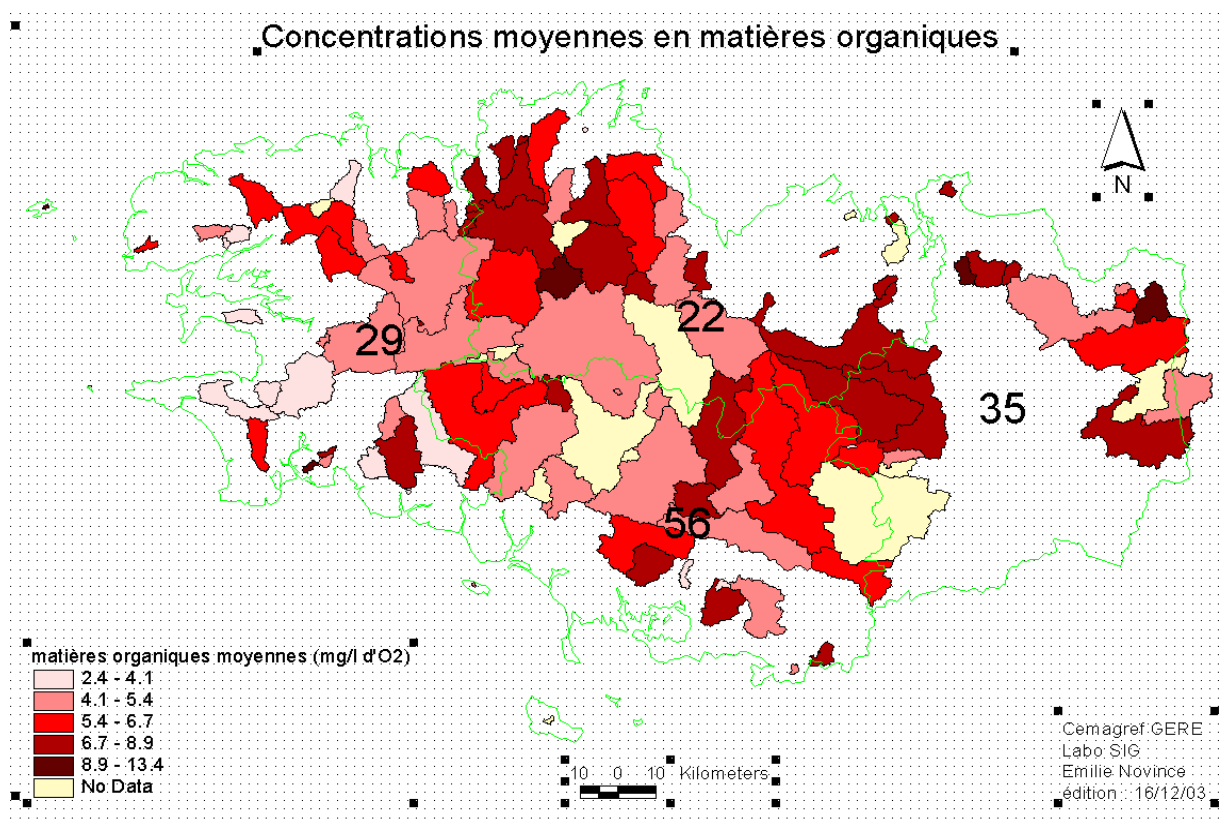 Concentrations moyennes en matières organiques
N
22
29
35
56
matières organiques moyennes (mg/l d'O2)
2.4 - 4.1
4.1 - 5.4
5.4 - 6.7
6.7 - 8.9
8.9 - 13.4
No Data
10 0 10 Kilometers
Cemagref GERE
Labo SIG
Emilie Novince
édition : 16/12/03